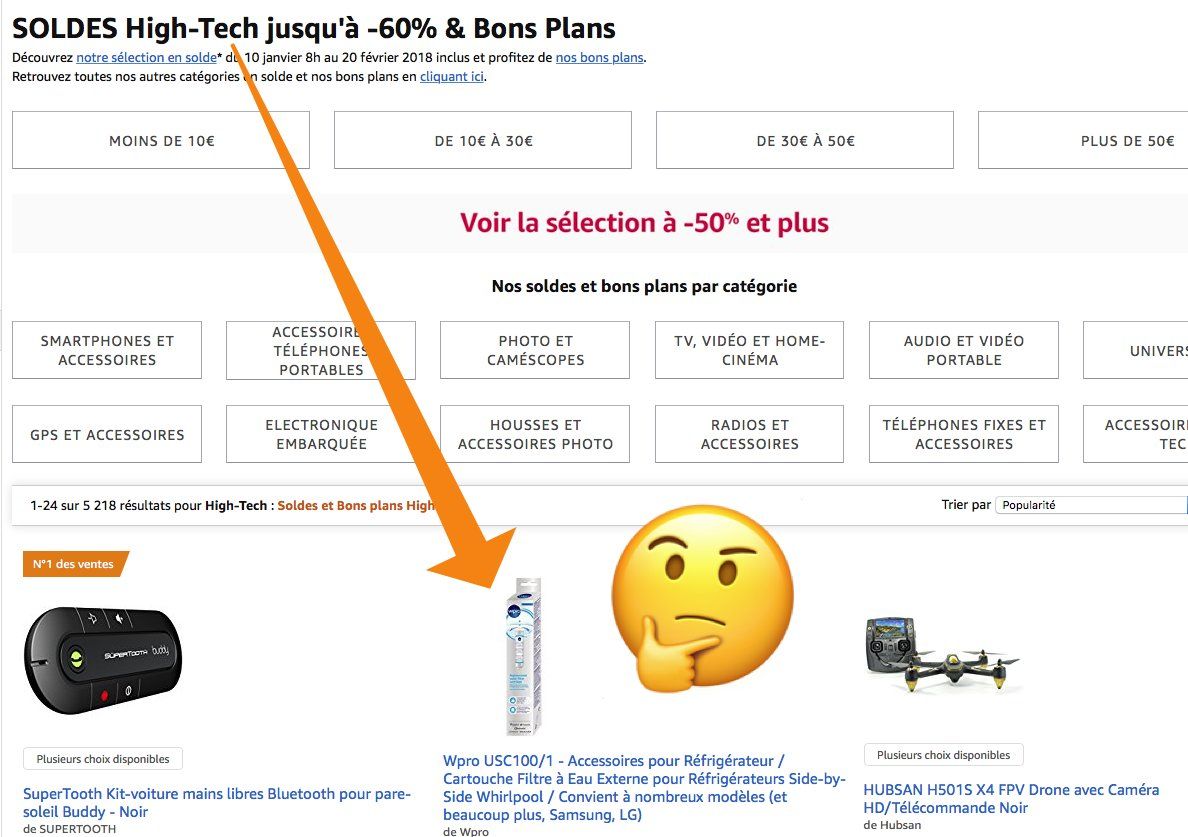 SOLDES High-Tech jusqu'à -60% & Bons Plans
Découvrez notre sélection en solde* du 10 janvier 8h au 20 février 2018 inclus et profitez de nos bons plans.
Retrouvez toutes nos autres catégories en solde et nos bons plans en cliquant ici.
MOINS DE 10€
DE 10€ À 30€
DE 30€ À 50€
PLUS DE 50€
Voir la sélection à -50% et plus
Nos soldes et bons plans par catégorie
SMARTPHONES ET
ACCESSOIRES
ACCESSOIRE
TÉLÉPHONES
PORTABLES
PHOTO ET
CAMÉSCOPES
TV, VIDÉO ET HOME-
CINÉMA
AUDIO ET VIDÉO
PORTABLE
UNIVERS
GPS ET ACCESSOIRES
ELECTRONIQUE
EMBARQUÉE
HOUSSES ET
ACCESSOIRES PHOTO
RADIOS ET
ACCESSOIRES
TÉLÉPHONES FIXES ET
ACCESSOIRES
ACCESSOIRE
TEC
1-24 sur 5 218 résultats pour High-Tech : Soldes et Bons plans High
Trier par Popularité
N°1 des ventes
SUPERTOOTH buddy
Plusieurs choix disponibles
SuperTooth Kit-voiture mains libres Bluetooth pour pare-
soleil Buddy - Noir
de SUPERTOOTH
wpro
Wpro USC100/1 - Accessoires pour Réfrigérateur /
Cartouche Filtre à Eau Externe pour Réfrigérateurs Side-by-
Side Whirlpool / Convient à nombreux modèles (et
beaucoup plus, Samsung, LG)
de Wpro
Plusieurs choix disponibles
HUBSAN H501S X4 FPV Drone avec Caméra
HD/Télécommande Noir
de Hubsan